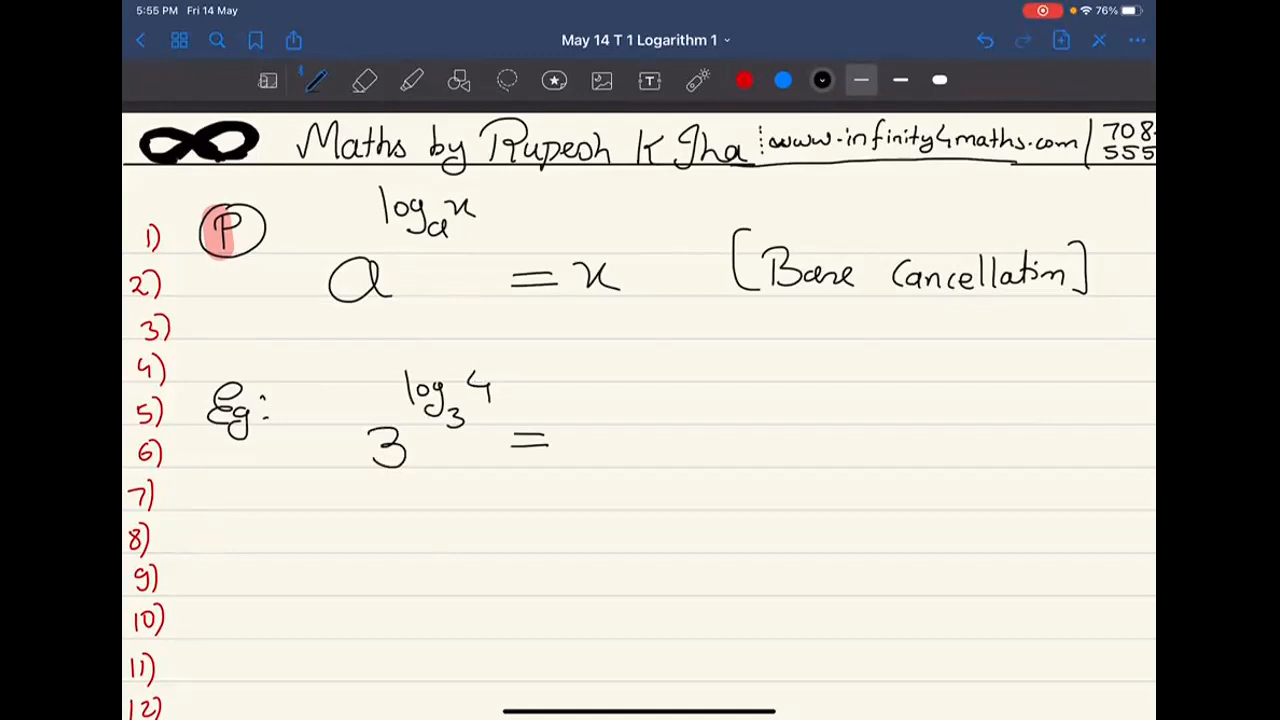 5:55 PM Fri 14 May 76%
May 14 T 1 Logarithm 1
Maths by Rupesh K Jha www.infinity4maths.com / 708
555
P
1)
log_a x
2) a = x [Base Cancellation]
3)
4)
log_3 4
5) Eg:
6) 3 =
7)
8)
9)
10)
11)
12)